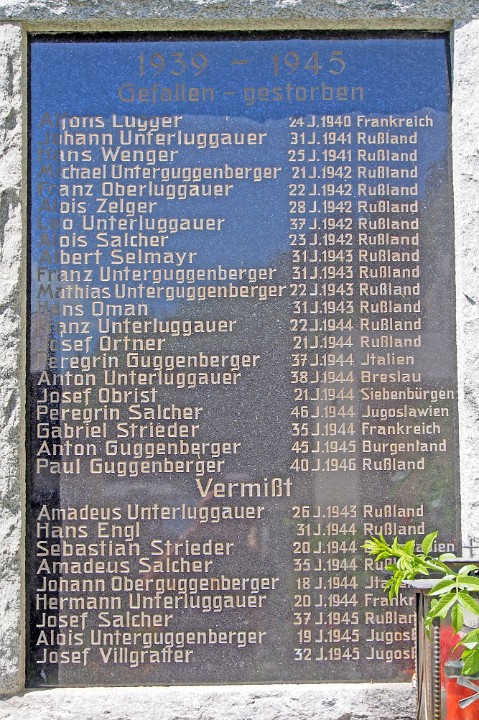 1939 - 1945
Gefallen - gestorben
Alfons Lugger 24 J. 1940 Frankreich
Johann Unterluggauer 31 J. 1941 Rußland
Hans Wenger 25 J. 1941 Rußland
Michael Unterguggenberger 21 J. 1942 Rußland
Franz Oberluggauer 22 J. 1942 Rußland
Alois Zelger 28 J. 1942 Rußland
Leo Unterluggauer 37 J. 1942 Rußland
Alois Salcher 23 J. 1942 Rußland
Albert Selmayr 31 J. 1943 Rußland
Franz Unterguggenberger 31 J. 1943 Rußland
Mathias Unterguggenberger 22 J. 1943 Rußland
Hans Oman 31 J. 1943 Rußland
Franz Unterluggauer 22 J. 1944 Rußland
Josef Ortner 21 J. 1944 Rußland
Peregrin Guggenberger 37 J. 1944 Jtalien
Anton Unterluggauer 38 J. 1944 Breslau
Josef Obrist 21 J. 1944 Siebenbürgen
Peregrin Salcher 46 J. 1944 Jugoslawien
Gabriel Strieder 35 J. 1944 Frankreich
Anton Guggenberger 45 J. 1945 Burgenland
Paul Guggenberger 40 J. 1946 Rußland
Vermißt
Amadeus Unterluggauer 26 J. 1943 Rußland
Hans Engl 31 J. 1944 Rußland
Sebastian Strieder 20 J. 1944
Amadeus Salcher 35 J. 1944
Johann Oberguggenberger 18 J. 1944
Hermann Unterluggauer 20 J. 1944
Josef Salcher 37 J. 1945 Rußland
Alois Unterguggenberger 19 J. 1945
Josef Villgratter 32 J. 1945